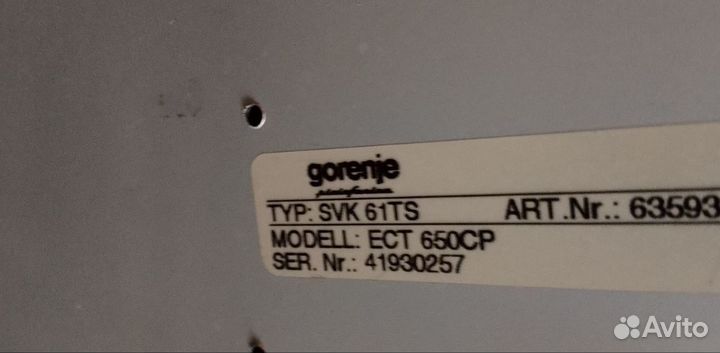 gorenje
TYP: SVK 61TS ART.Nr.: 63593
MODELL: ECT 650CP
SER. Nr.: 41930257
Avito